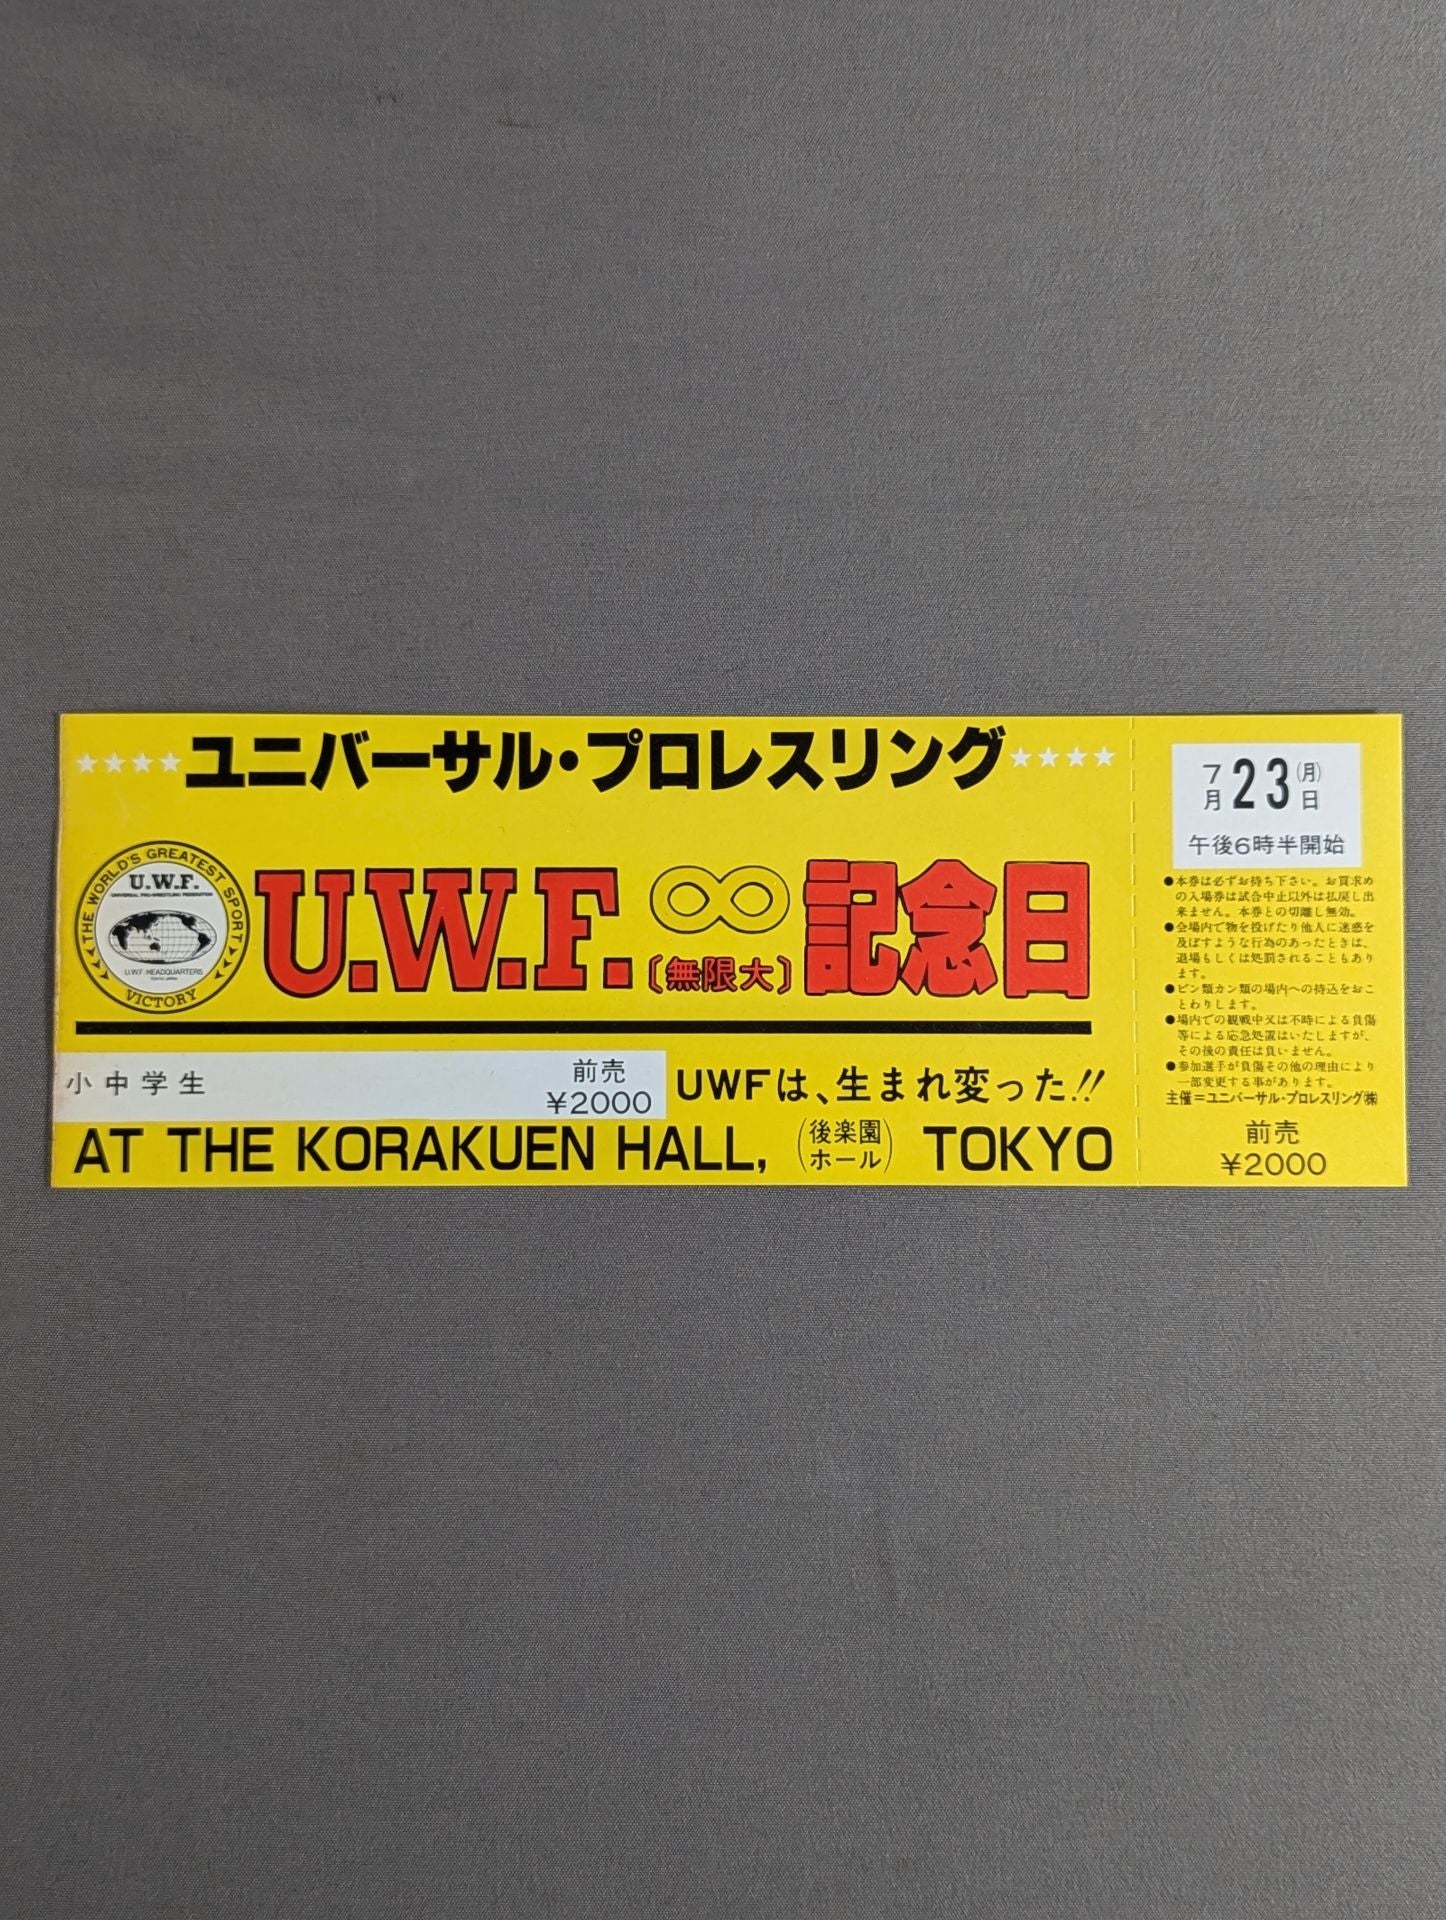 ★★★★ユニバーサル・プロレスリング★★★★
THE WORLD'S GREATEST SPORT
U.W.F.
UNIVERSAL PRO-WRESTLING FEDERATION
U.W.F. HEADQUARTERS
TOKYO JAPAN
VICTORY
U.W.F. ∞ 記念日
〔無限大〕
小中学生
前売
¥2000
UWFは、生まれ変った!!
AT THE KORAKUEN HALL, (後楽園ホール) TOKYO
7月23日(月)
午後6時半開始
●本券は必ずお持ち下さい。お買求め
の入場券は試合中止以外は払戻し出
来ません。本券との切離し無効。
●会場内で物を投げたり他人に迷惑を
及ぼすような行為のあったときは、
退場もしくは処罰されることもあり
ます。
●ビン類カン類の場内への持込をおこ
とわりします。
●場内での観戦中又は不時による負傷
等による応急処置はいたしますが、
その後の責任は負いません。
●参加選手が負傷その他の理由により
一部変更する事があります。
主催=ユニバーサル・プロレスリング㈱
前売
¥2000